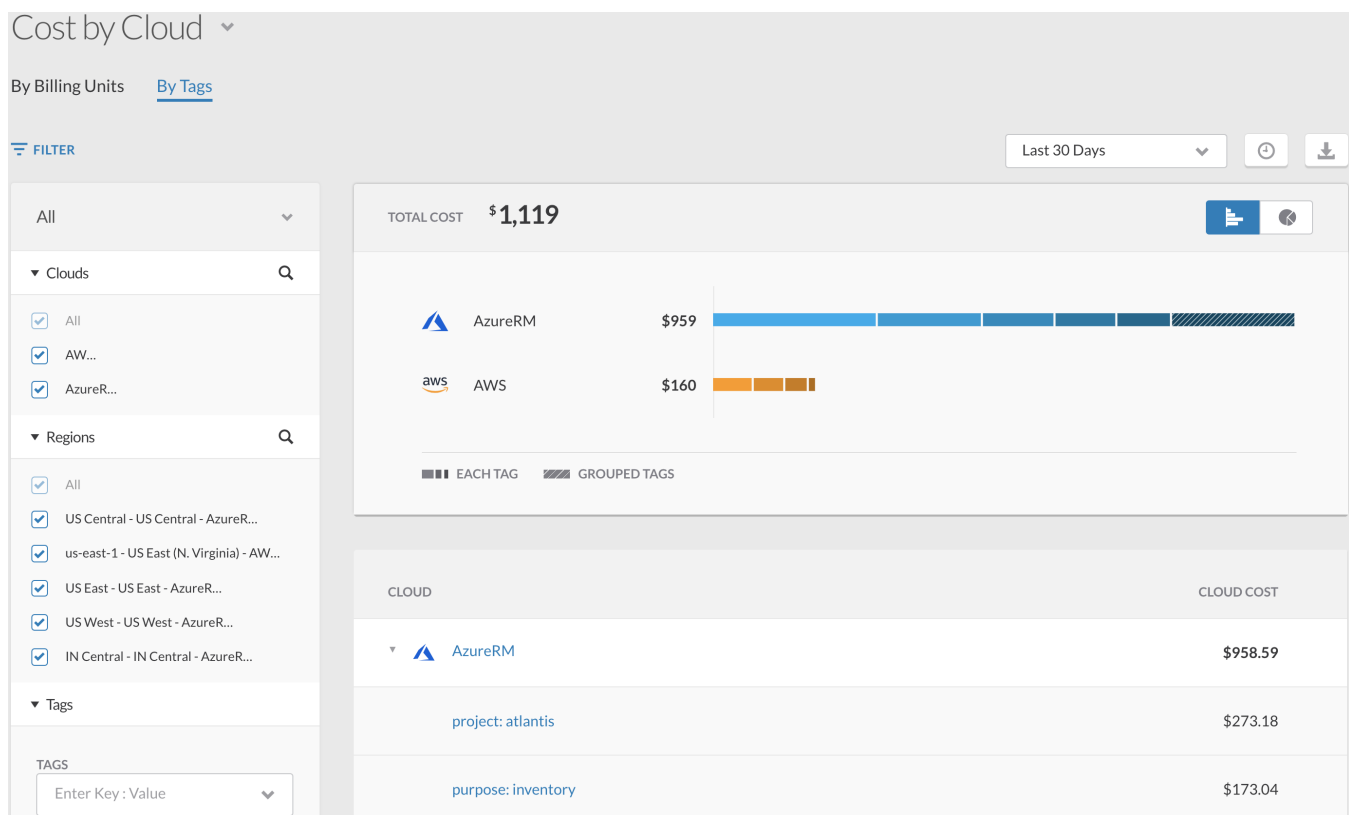 Cost by Cloud
By Billing Units By Tags
FILTER
Last 30 Days
All
Clouds
All
AW...
AzureR...
Regions
All
US Central - US Central - AzureR...
us-east-1 - US East (N. Virginia) - AW...
US East - US East - AzureR...
US West - US West - AzureR...
IN Central - IN Central - AzureR...
Tags
TAGS
Enter Key : Value
TOTAL COST $1,119
AzureRM $959
aws AWS $160
EACH TAG GROUPED TAGS
CLOUD CLOUD COST
AzureRM $958.59
project: atlantis $273.18
purpose: inventory $173.04